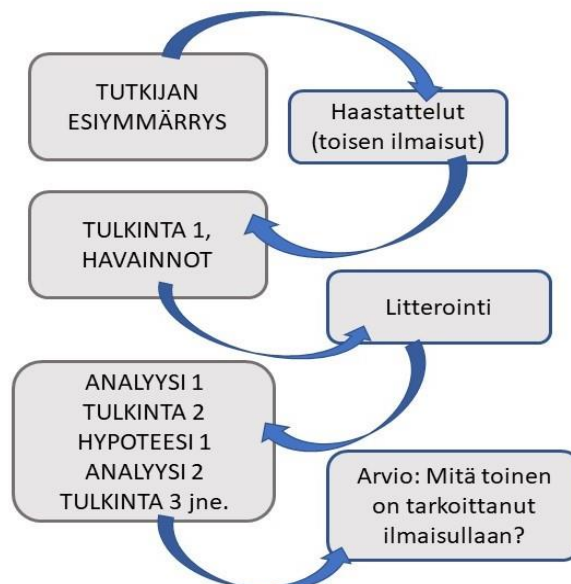 TUTKIJAN
ESIYMMÄRRYS
Haastattelut
(toisen ilmaisut)
TULKINTA 1,
HAVAINNOT
Litterointi
ANALYYSI 1
TULKINTA 2
HYPOTEESI 1
ANALYYSI 2
TULKINTA 3 jne.
Arvio: Mitä toinen
on tarkoittanut
ilmaisullaan?